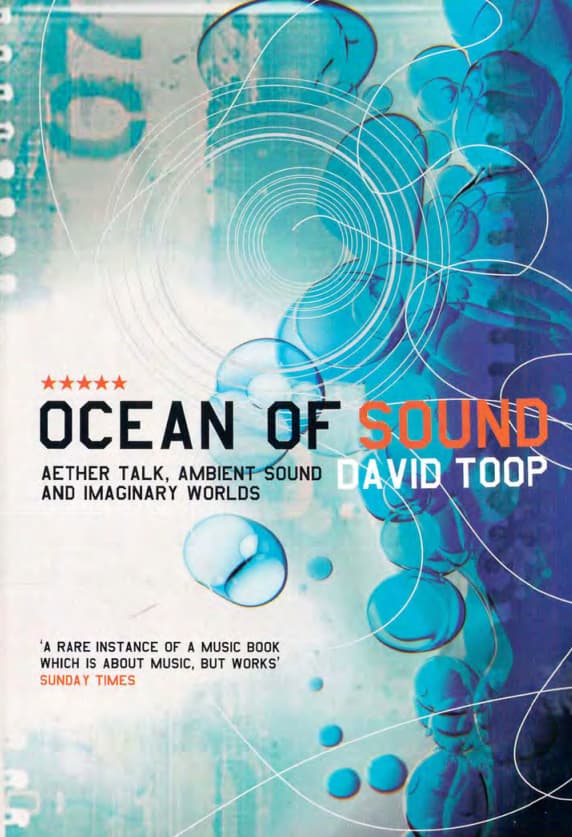 20
★★★★★
OCEAN OF SOUND
AETHER TALK, AMBIENT SOUND
AND IMAGINARY WORLDS
DAVID TOOP
'A RARE INSTANCE OF A MUSIC BOOK
WHICH IS ABOUT MUSIC, BUT WORKS'
SUNDAY TIMES